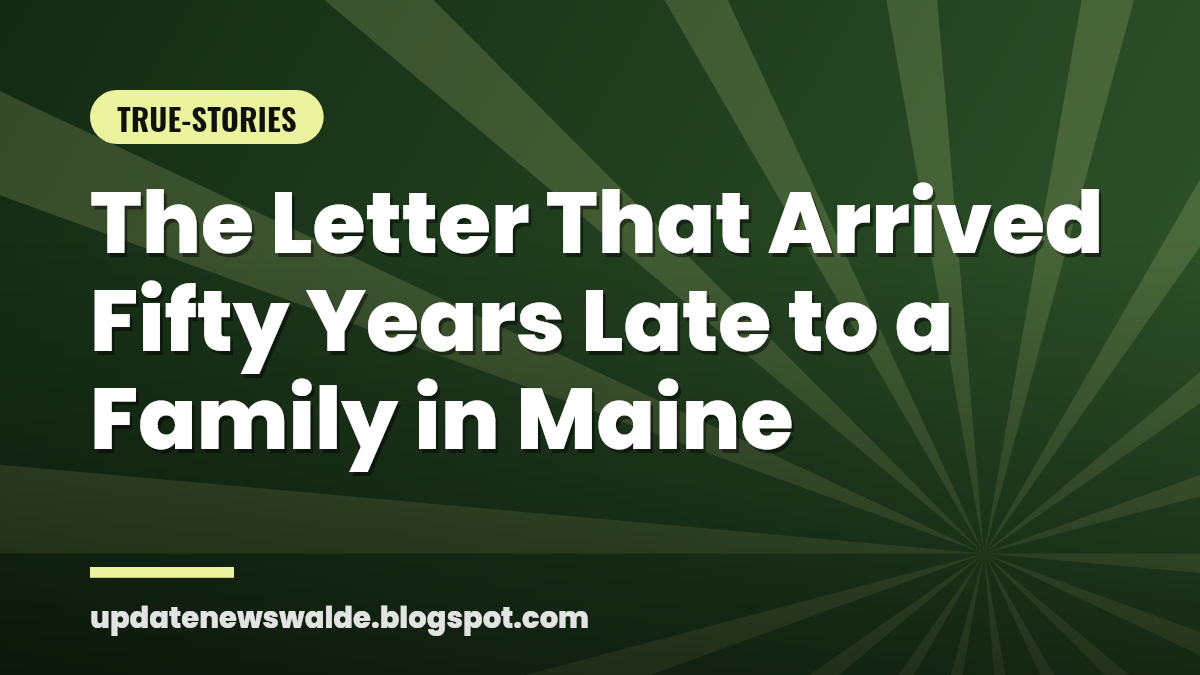 TRUE-STORIES
The Letter That Arrived
Fifty Years Late to a
Family in Maine
updatenewswalde.blogspot.com